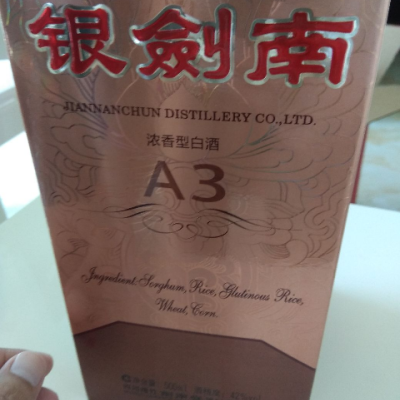 银剑南
JIANNANCHUN DISTILLERY CO.,LTD.
浓香型白酒
A3
Ingredient:Sorghum, Rice, Glutinous Rice,
Wheat, Corn.